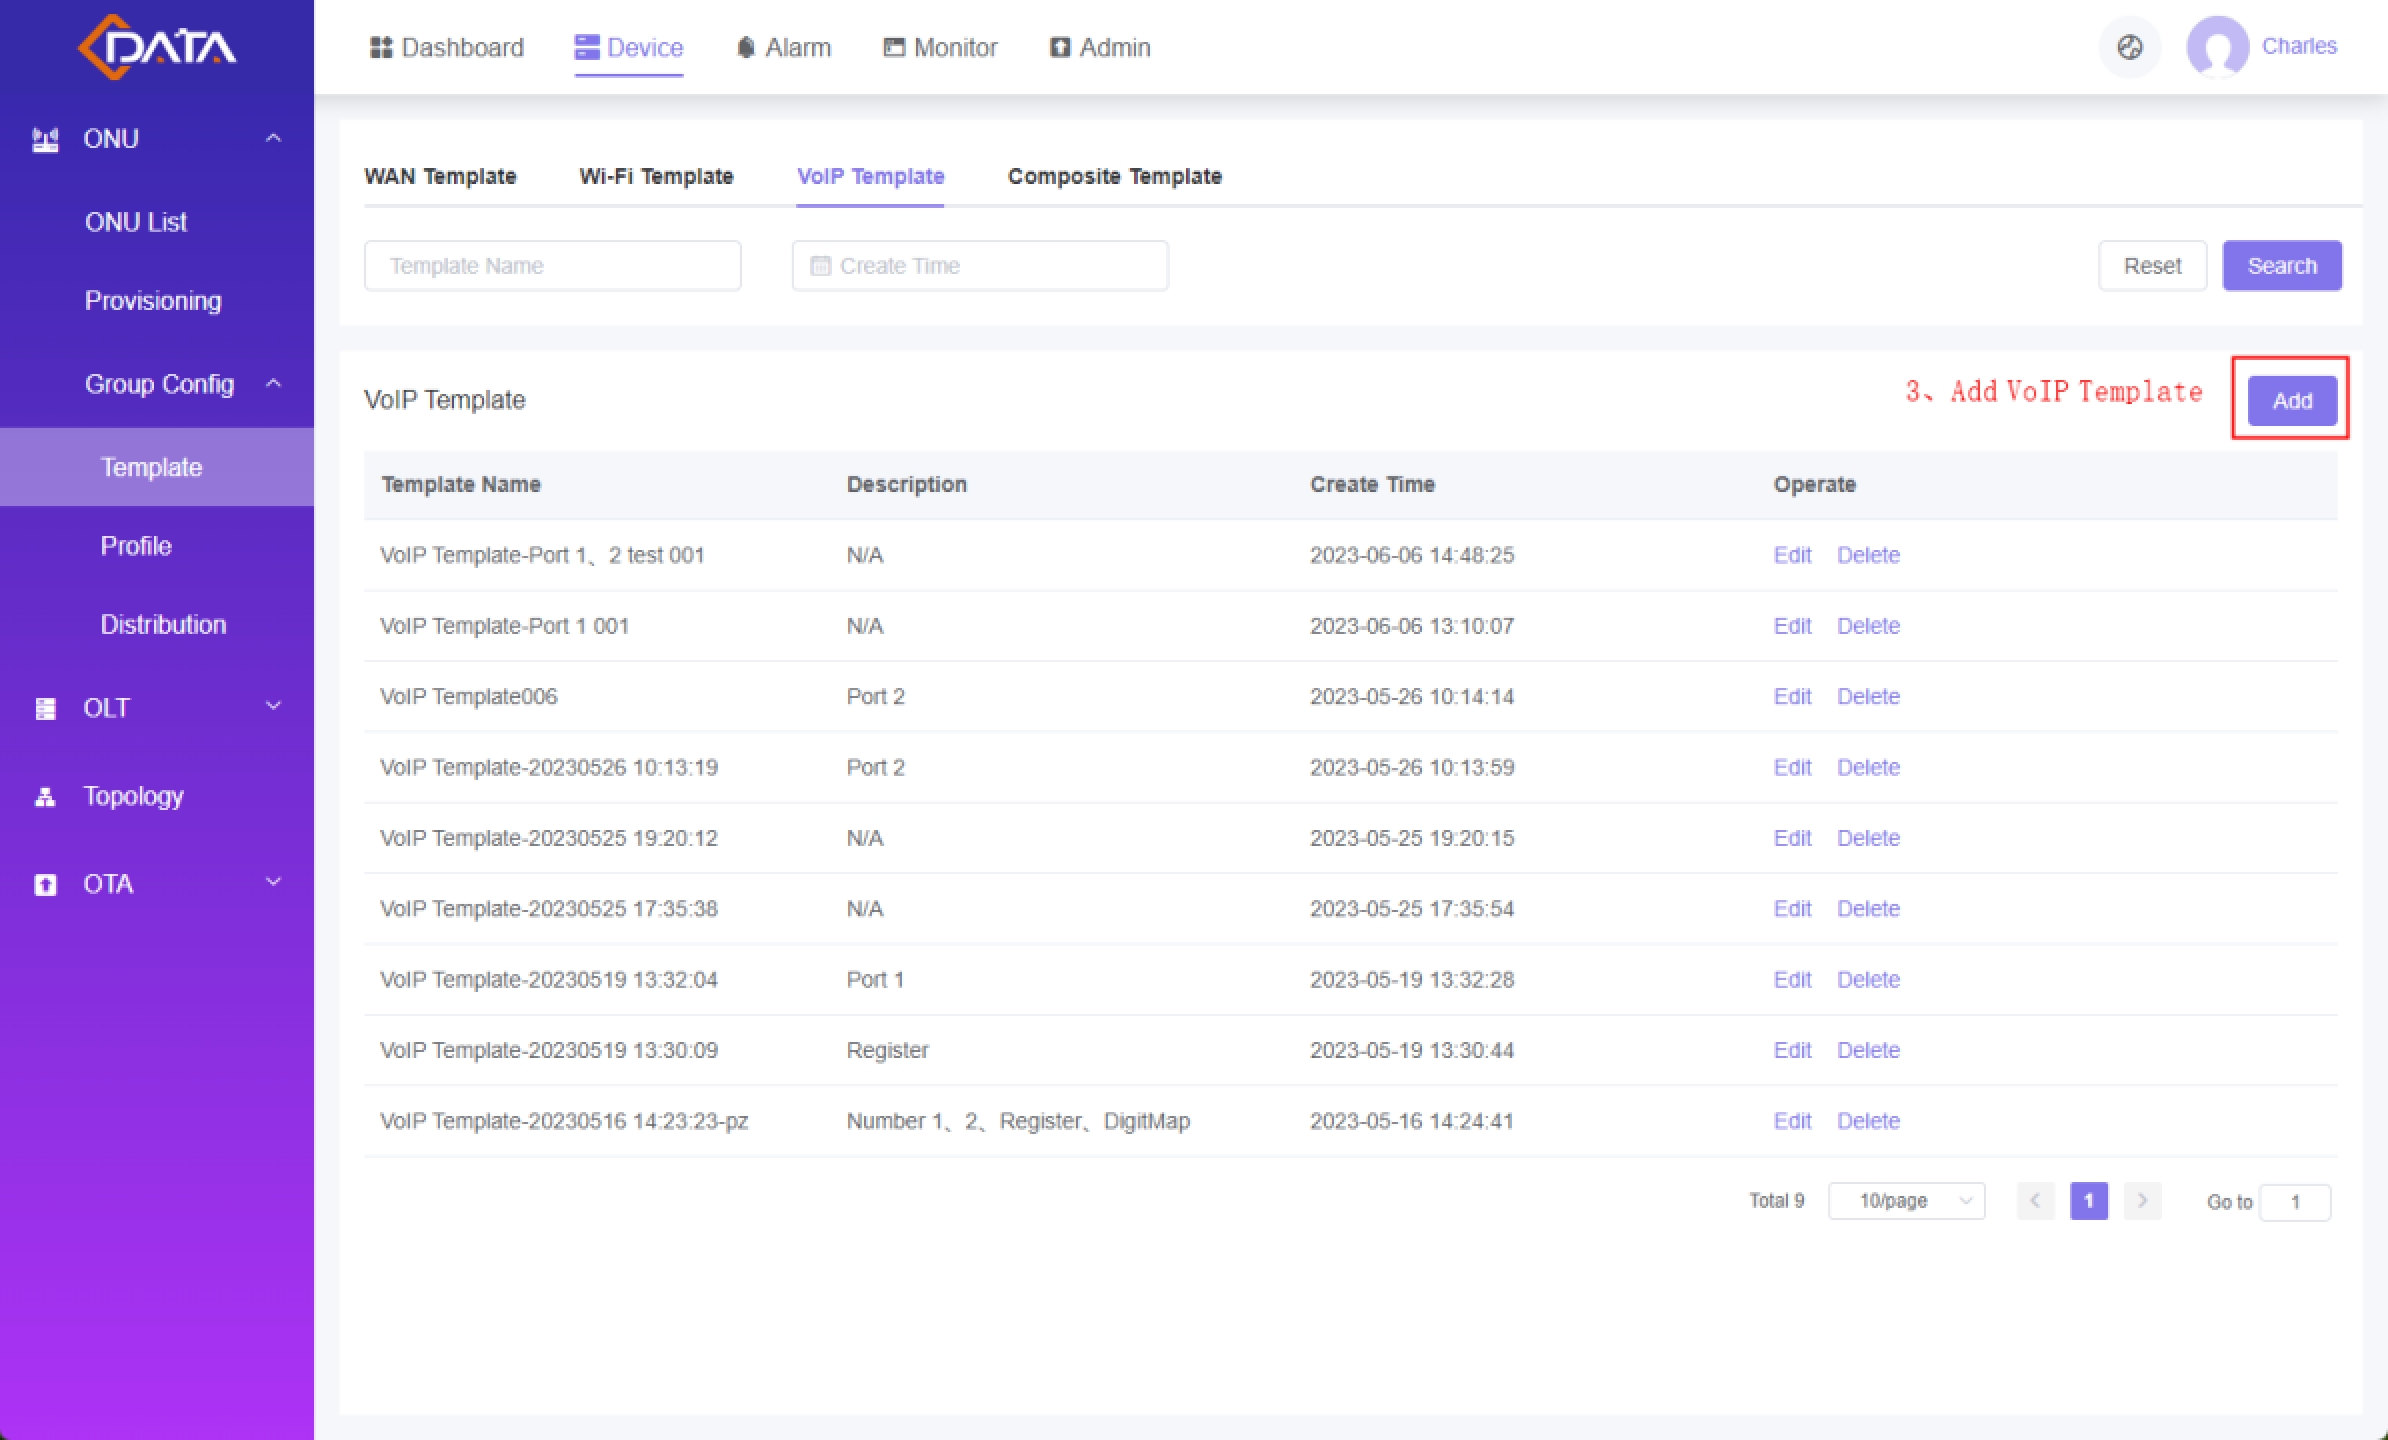 DATA
Dashboard Device Alarm Monitor Admin
Charles
ONU
ONU List
Provisioning
Group Config
Template
Profile
Distribution
OLT
Topology
OTA
WAN Template Wi-Fi Template VoIP Template Composite Template
Template Name Create Time Reset Search
VoIP Template 3、Add VoIP Template Add
Template Name Description Create Time Operate
VoIP Template-Port 1、2 test 001 N/A 2023-06-06 14:48:25 Edit Delete
VoIP Template-Port 1 001 N/A 2023-06-06 13:10:07 Edit Delete
VoIP Template006 Port 2 2023-05-26 10:14:14 Edit Delete
VoIP Template-20230526 10:13:19 Port 2 2023-05-26 10:13:59 Edit Delete
VoIP Template-20230525 19:20:12 N/A 2023-05-25 19:20:15 Edit Delete
VoIP Template-20230525 17:35:38 N/A 2023-05-25 17:35:54 Edit Delete
VoIP Template-20230519 13:32:04 Port 1 2023-05-19 13:32:28 Edit Delete
VoIP Template-20230519 13:30:09 Register 2023-05-19 13:30:44 Edit Delete
VoIP Template-20230516 14:23:23-pz Number 1、2、Register、DigitMap 2023-05-16 14:24:41 Edit Delete
Total 9 10/page 1 Go to 1